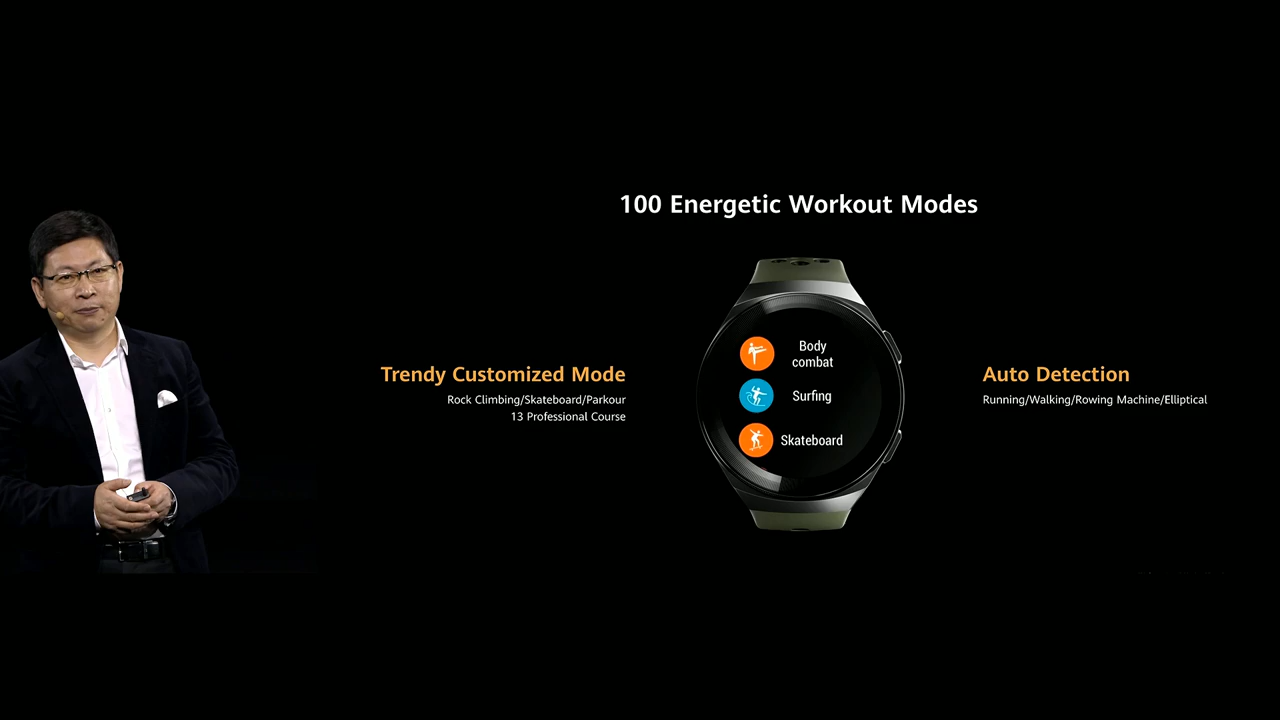 100 Energetic Workout Modes
Trendy Customized Mode
Rock Climbing/Skateboard/Parkour
13 Professional Course
Body
combat
Surfing
Skateboard
Auto Detection
Running/Walking/Rowing Machine/Elliptical